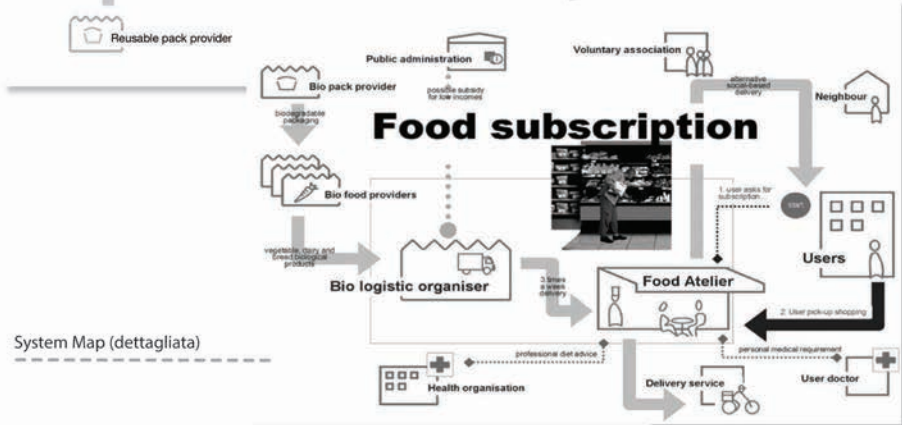 Reusable pack provider
Bio pack provider
biodegradable
packaging
Bio food providers
vegetable, dairy and
bread biological
products
Public administration
possible subsidy
for low incomes
Voluntary association
alternative
social-based
delivery
Neighbour
Food subscription
1. user asks for
subscription...
start
Users
Bio logistic organiser
3 times
a week
delivery
Food Atelier
2. User pick-up shopping
System Map (dettagliata)
professional diet advice
personal medical requirement
Health organisation
Delivery service
User doctor